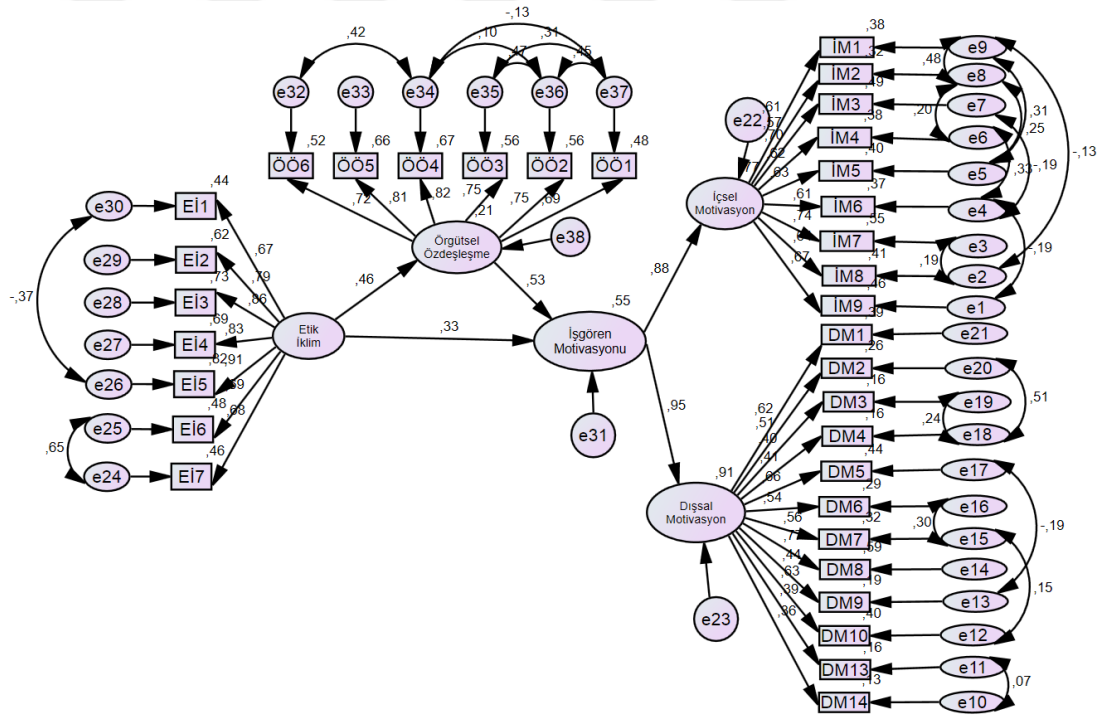 -,13
,42
,10
,31
,47
,45
e32
e33
e34
e35
e36
e37
,52
,66
,67
,56
,56
,48
ÖÖ6
ÖÖ5
ÖÖ4
ÖÖ3
ÖÖ2
ÖÖ1
,72
,81
,82
,75
,75
,69
,21
Örgütsel
Özdeşleşme
e38
,44
e30
Eİ1
,67
,62
e29
Eİ2
,79
,73
e28
Eİ3
,86
,69
e27
Eİ4
,83
,82
,91
e26
Eİ5
-,37
,48
,68
e25
Eİ6
,65
,46
e24
Eİ7
Etik
İklim
,46
,33
,53
,55
İşgören
Motivasyonu
e31
,88
,95
e22
,77
İçsel
Motivasyon
,38
İM1
e9
,32
,48
İM2
e8
,49
İM3
e7
,38
,20
İM4
e6
,40
İM5
e5
,37
İM6
e4
,55
İM7
e3
,41
,19
İM8
e2
,46
İM9
e1
,61
,57
,70
,62
,63
,61
,74
,67
,31
,25
-,13
-,19
,33
-,19
,39
DM1
e21
,26
DM2
e20
,16
DM3
e19
,51
,16
,24
DM4
e18
,44
DM5
e17
,29
DM6
e16
,32
,30
DM7
e15
-,19
,59
DM8
e14
,19
DM9
e13
,15
,40
DM10
e12
,16
DM13
e11
,13
,07
DM14
e10
,62
,51
,40
,41
,66
,54
,56
,77
,44
,63
,39
,36
,91
Dışsal
Motivasyon
e23